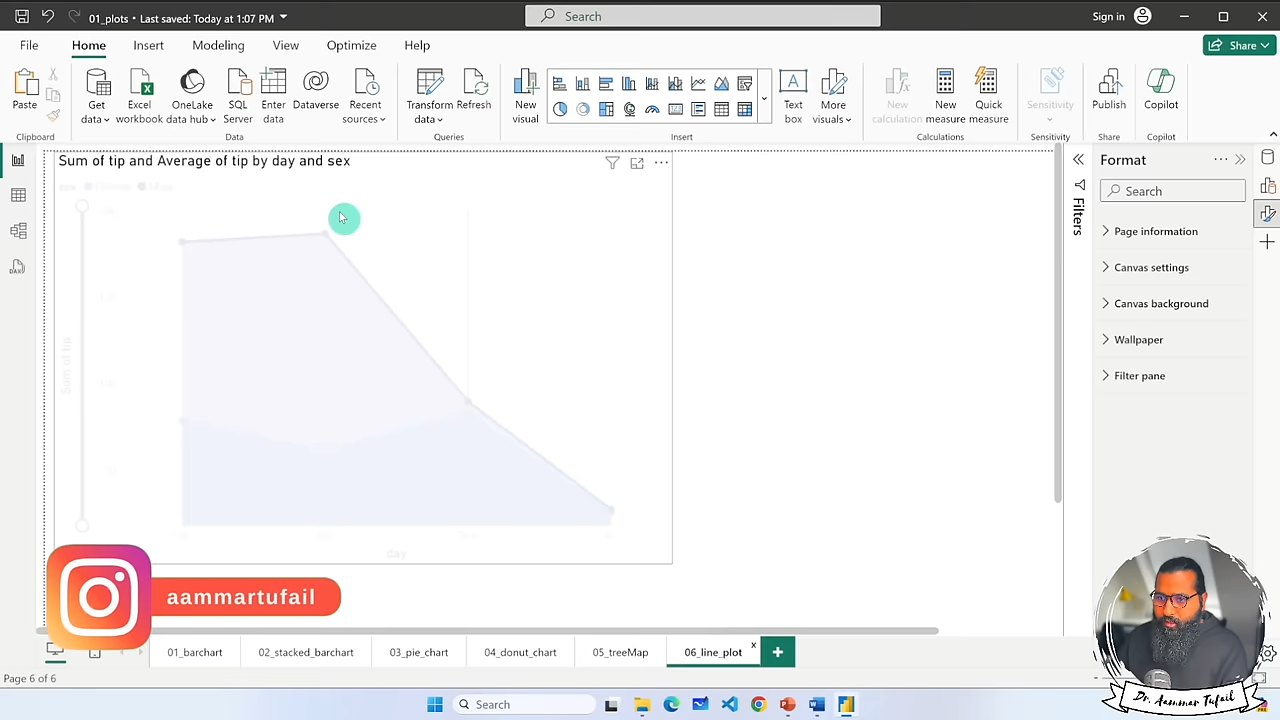 01_plots • Last saved: Today at 1:07 PM
Search
Sign in
File
Home
Insert
Modeling
View
Optimize
Help
Share
Paste
Get data
Excel workbook
OneLake data hub
SQL Server
Enter data
Dataverse
Recent sources
Transform data
Refresh
New visual
Text box
More visuals
New calculation
New measure
Quick measure
Sensitivity
Publish
Copilot
Clipboard
Data
Queries
Insert
Calculations
Sensitivity
Share
Copilot
Sum of tip and Average of tip by day and sex
sex
Sum of tip
day
Filters
Format
Search
Page information
Canvas settings
Canvas background
Wallpaper
Filter pane
aammartufail
01_barchart
02_stacked_barchart
03_pie_chart
04_donut_chart
05_treeMap
06_line_plot
Page 6 of 6
Search
Dr. Aammar Tufail